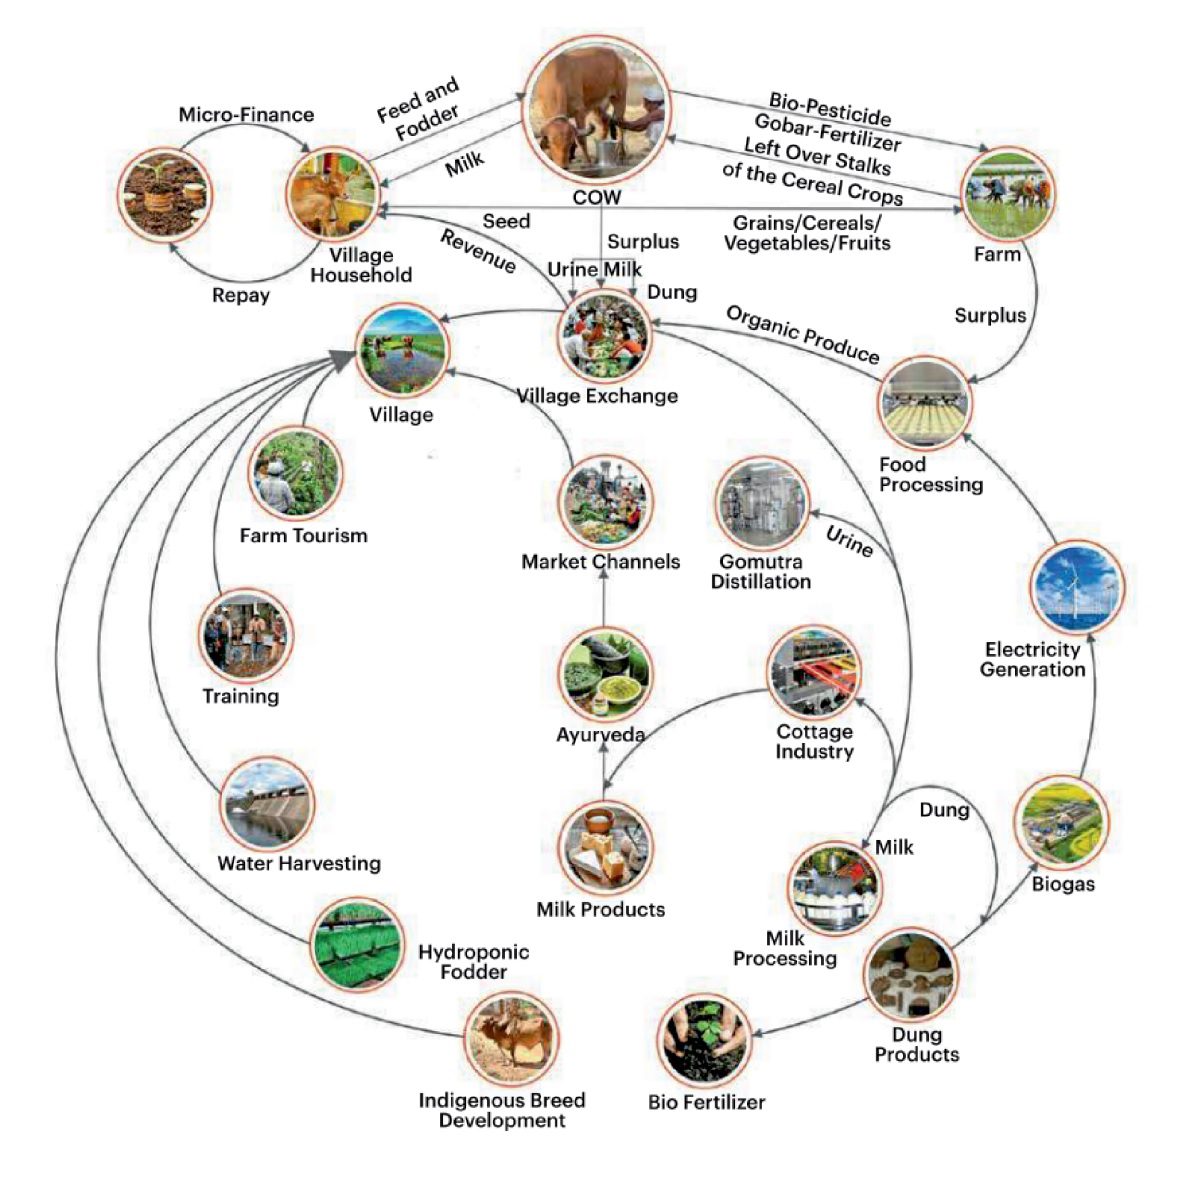 Micro-Finance
Feed and
Fodder
Milk
Bio-Pesticide
Gobar-Fertilizer
Left Over Stalks
of the Cereal Crops
COW
Seed
Revenue
Surplus
Grains/Cereals/
Vegetables/Fruits
Village
Household
Farm
Repay
Urine Milk
Dung
Surplus
Organic Produce
Village
Village Exchange
Food
Processing
Farm Tourism
Market Channels
Gomutra
Distillation
Urine
Electricity
Generation
Training
Ayurveda
Cottage
Industry
Dung
Milk
Water Harvesting
Milk Products
Biogas
Milk
Processing
Hydroponic
Fodder
Dung
Products
Indigenous Breed
Development
Bio Fertilizer